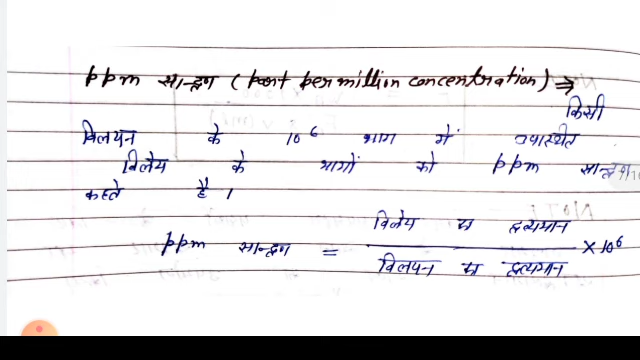 ppm सान्द्रण (part per million concentration) ⇒
किसी
विलयन के 10⁶ भाग में उपस्थित
विलेय के भागों को ppm सान्द्रण
कहते है ।
ppm सान्द्रण = विलेय का द्रव्यमान / विलयन का द्रव्यमान × 10⁶